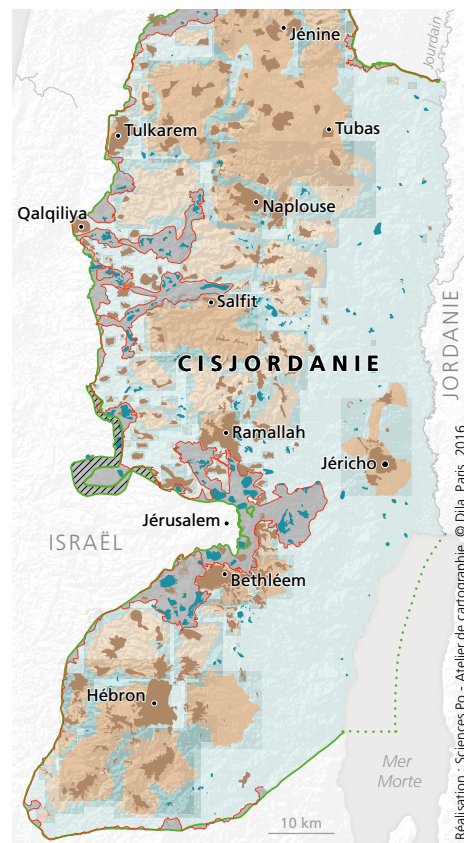 Jourdain
Jénine
Tulkarem
Tubas
Qalqiliya
Naplouse
Salfit
JORDANIE
CISJORDANIE
Ramallah
Jéricho
Jérusalem
ISRAËL
Bethléem
Hébron
Mer
Morte
10 km
Réalisation : Sciences Po - Atelier de cartographie. © Dila, Paris, 2016